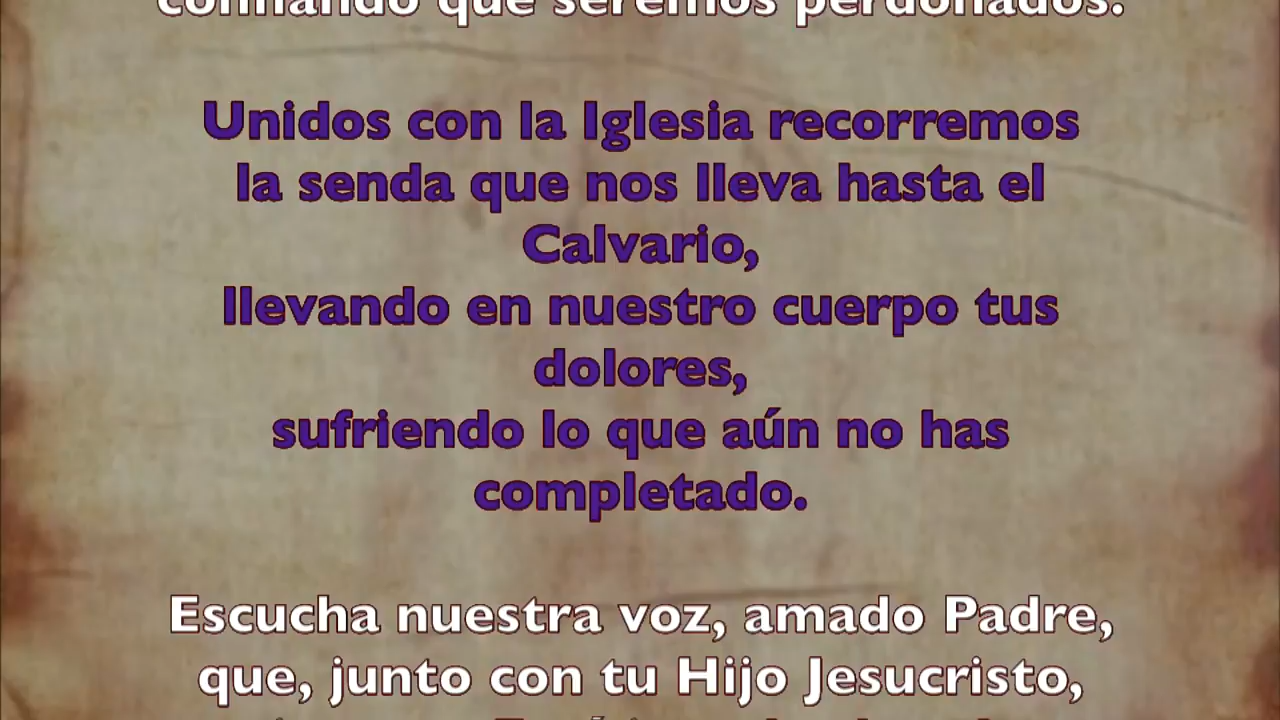 confiando que seremos perdonados.
Unidos con la Iglesia recorremos
la senda que nos lleva hasta el
Calvario,
llevando en nuestro cuerpo tus
dolores,
sufriendo lo que aún no has
completado.
Escucha nuestra voz, amado Padre,
que, junto con tu Hijo Jesucristo,